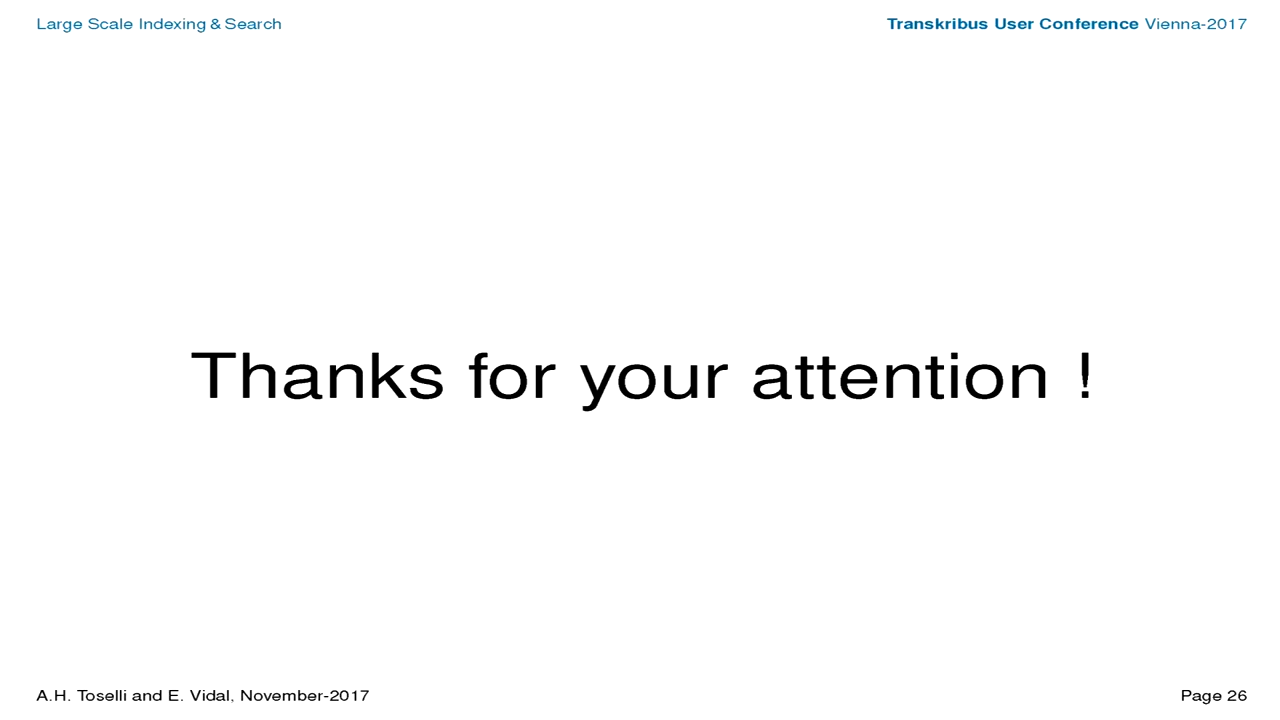 Large Scale Indexing & Search
Transkribus User Conference Vienna-2017
Thanks for your attention !
A.H. Toselli and E. Vidal, November-2017
Page 26